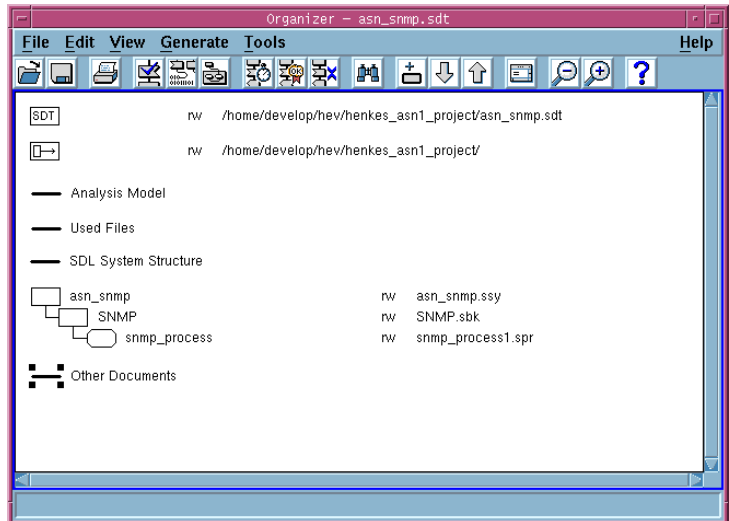 Organizer – asn_snmp.sdt
File Edit View Generate Tools Help
SDT rw /home/develop/hev/henkes_asn1_project/asn_snmp.sdt
rw /home/develop/hev/henkes_asn1_project/
Analysis Model
Used Files
SDL System Structure
asn_snmp rw asn_snmp.ssy
SNMP rw SNMP.sbk
snmp_process rw snmp_process1.spr
Other Documents